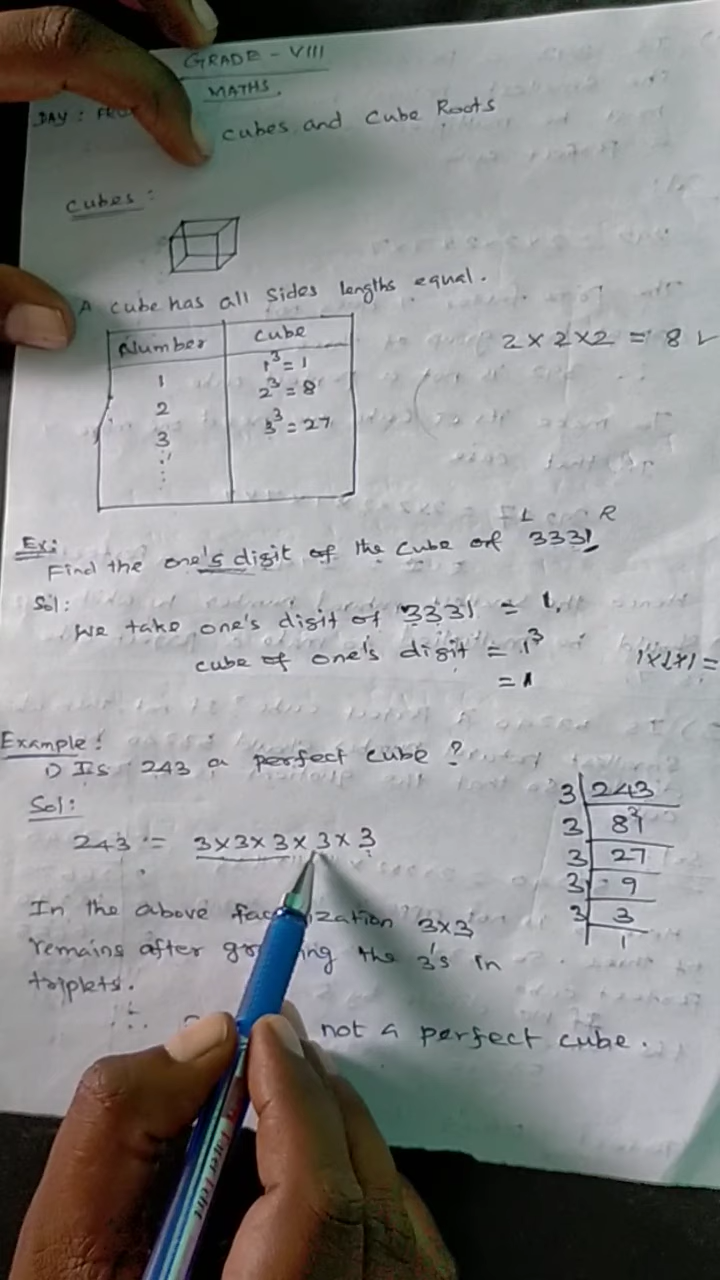 GRADE - VIII
MATHS.
DAY:
cubes and Cube Roots
cubes:
A cube has all sides lengths equal.
Number cube
1 1³ = 1
2 2³ = 8
3 3³ = 27
2 × 2 × 2 = 8
L R
Ex:
Find the one's digit of the cube of 3331
Sol:
We take one's digit of 3331 = 1.
cube of one's digit = 1³
= 1
1×1×1 =
Example:
1) Is 243 a perfect cube?
Sol:
243 = 3×3×3×3×3
3 243
3 81
3 27
3 9
3 3
1
In the above 3×3
remains after the 3's in
triplets.
∴ not a perfect cube.